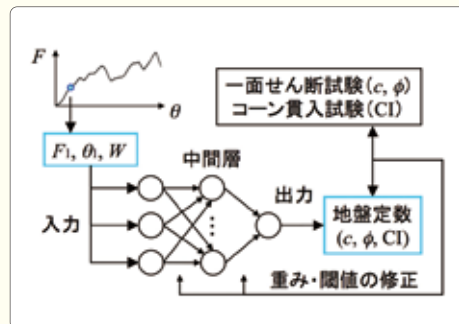 F
θ
F₁, θ₁, W
一面せん断試験(c, ϕ)
コーン貫入試験(CI)
中間層
入力
出力
地盤定数
(c, ϕ, CI)
重み・閾値の修正